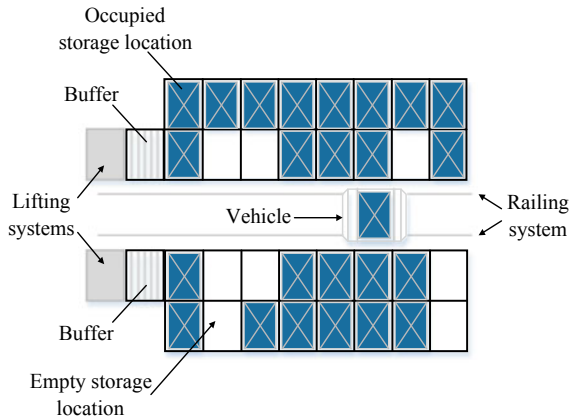 Occupied
storage location
Buffer
Lifting
systems
Vehicle
Railing
system
Buffer
Empty storage
location